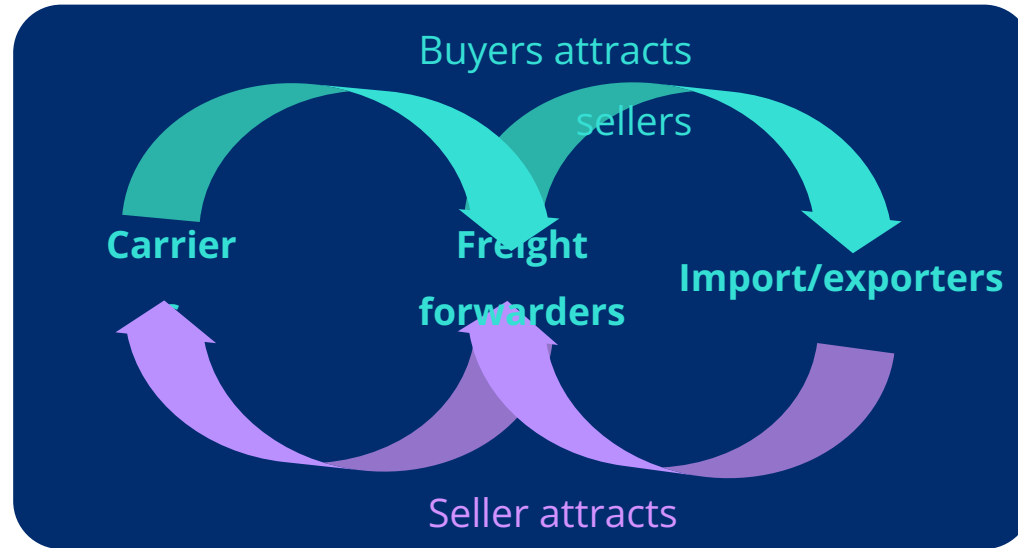 Buyers attracts
sellers
Carrier
s
Freight
forwarders
Import/exporters
Seller attracts